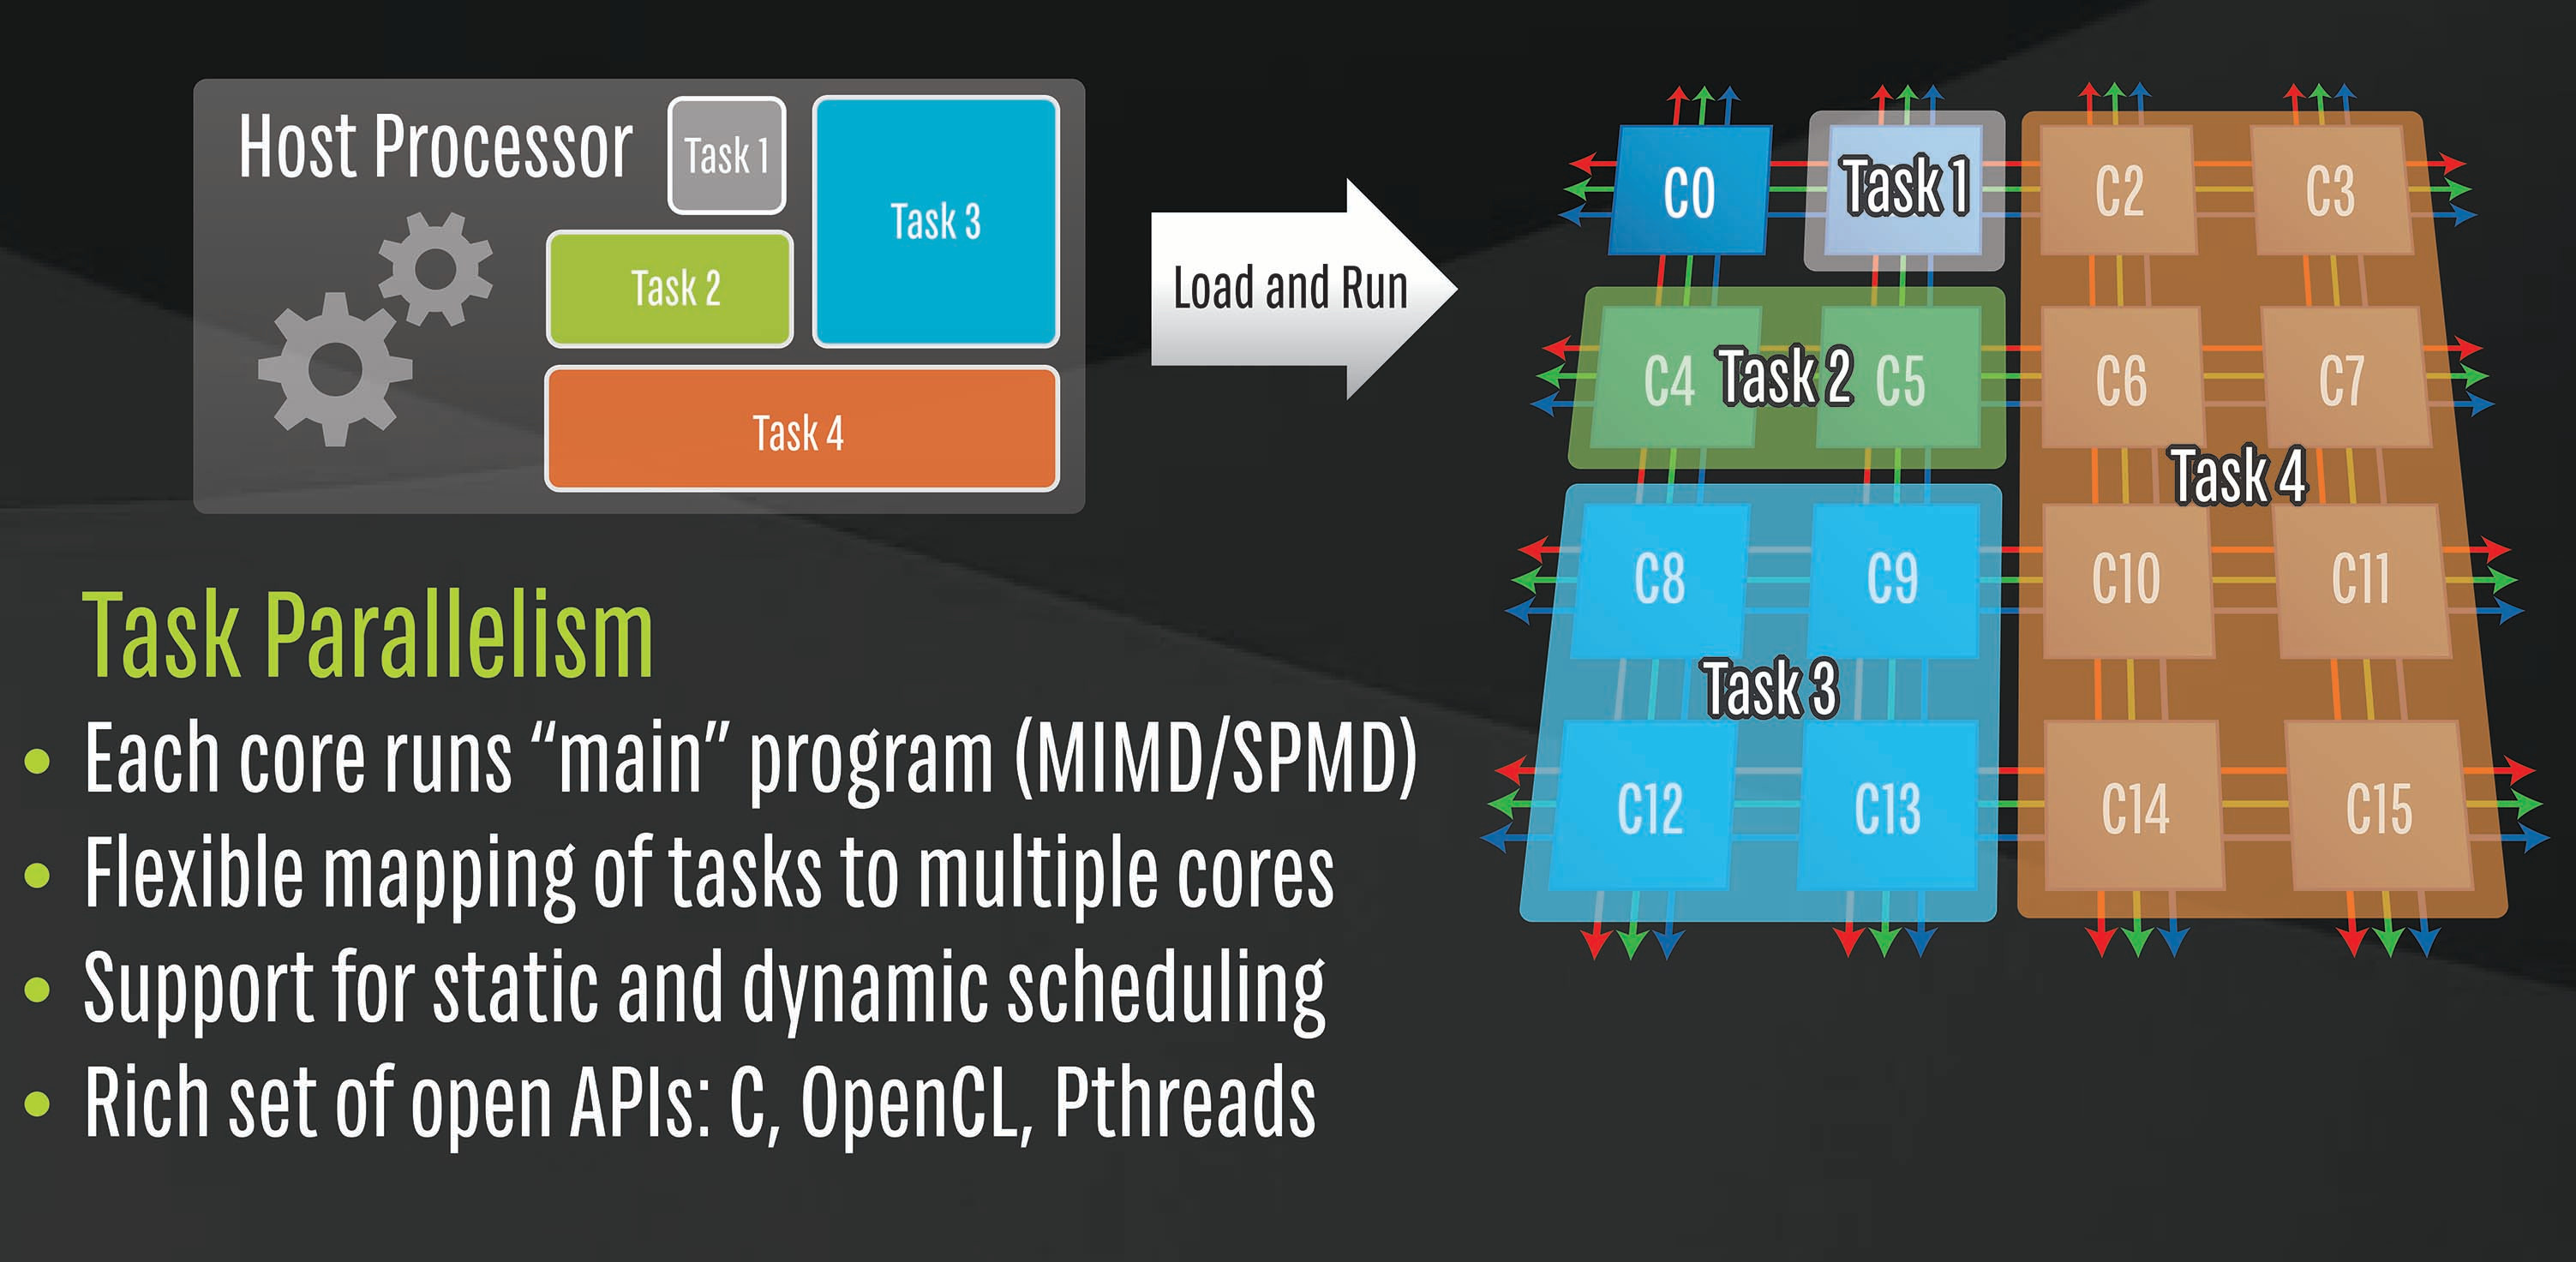 Host Processor
Task 1
Task 3
Task 2
Task 4
Load and Run
C0
Task 1
C2
C3
C4
Task 2
C5
C6
C7
Task 4
C8
C9
C10
C11
Task 3
C12
C13
C14
C15
Task Parallelism
• Each core runs “main” program (MIMD/SPMD)
• Flexible mapping of tasks to multiple cores
• Support for static and dynamic scheduling
• Rich set of open APIs: C, OpenCL, Pthreads